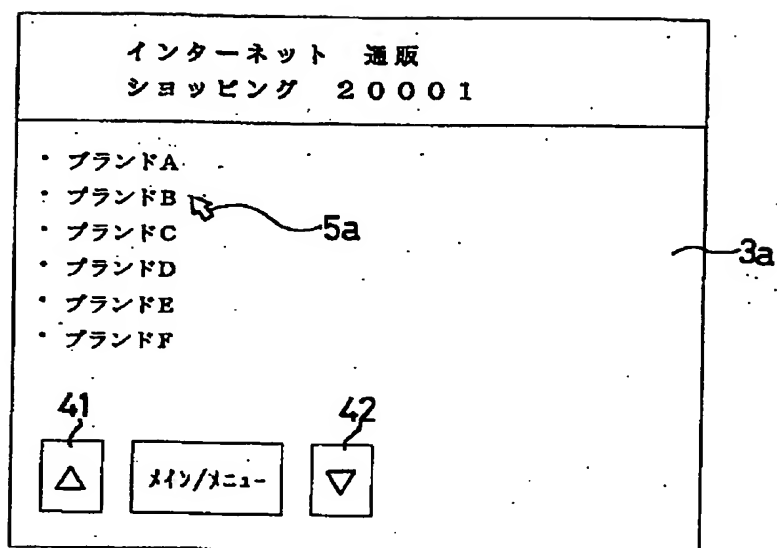 インターネット 通販
ショッピング 20001
・ブランドA
・ブランドB
5a
・ブランドC
3a
・ブランドD
・ブランドE
・ブランドF
41
42
△ メイン/メニュー ▽